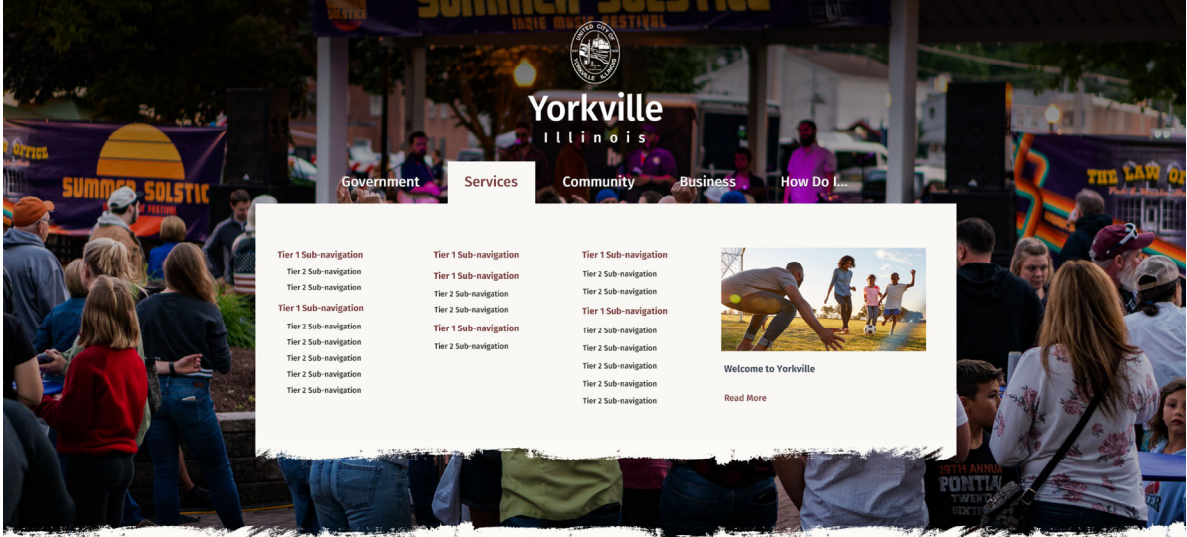 SUMMER SOLSTICE
INDIE MUSIC FESTIVAL
UNITED CITY OF
YORKVILLE ILLINOIS
Yorkville
Illinois
OFFICE
SUMMER SOLSTIC
FESTIVAL
THE LAW OF
Government
Services
Community
Business
How Do I...
Tier 1 Sub-navigation
Tier 2 Sub-navigation
Tier 2 Sub-navigation
Tier 1 Sub-navigation
Tier 2 Sub-navigation
Tier 2 Sub-navigation
Tier 2 Sub-navigation
Tier 2 Sub-navigation
Tier 2 Sub-navigation
Tier 1 Sub-navigation
Tier 1 Sub-navigation
Tier 2 Sub-navigation
Tier 2 Sub-navigation
Tier 1 Sub-navigation
Tier 2 Sub-navigation
Tier 1 Sub-navigation
Tier 2 Sub-navigation
Tier 2 Sub-navigation
Tier 1 Sub-navigation
Tier 2 Sub-navigation
Tier 2 Sub-navigation
Tier 2 Sub-navigation
Tier 2 Sub-navigation
Tier 2 Sub-navigation
Welcome to Yorkville
Read More
29TH ANNUA
PONTIA
TWENT
SIXT